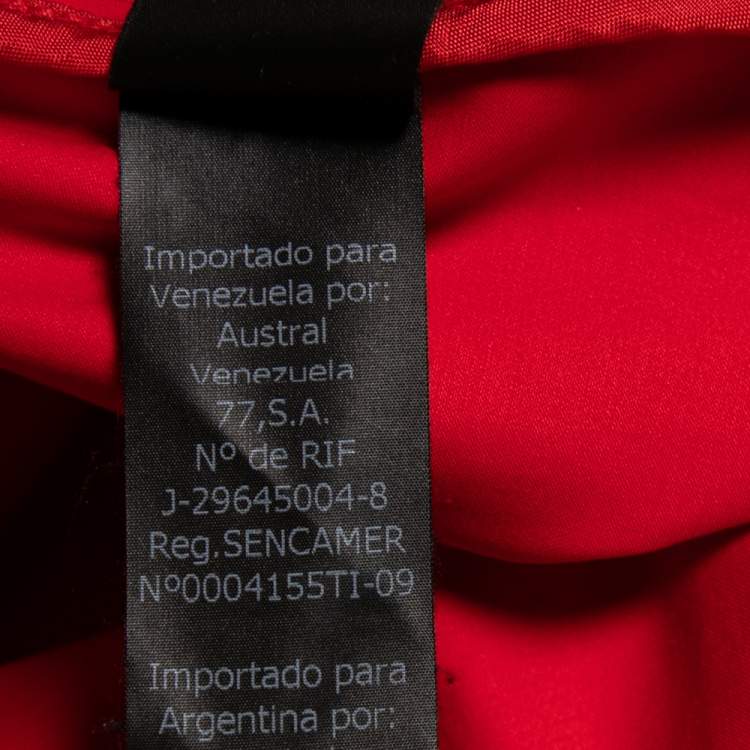 Importado para
Venezuela por:
Austral
Venezuela
77,S.A.
Nº de RIF
J-29645004-8
Reg.SENCAMER
Nº0004155TI-09
Importado para
Argentina por: